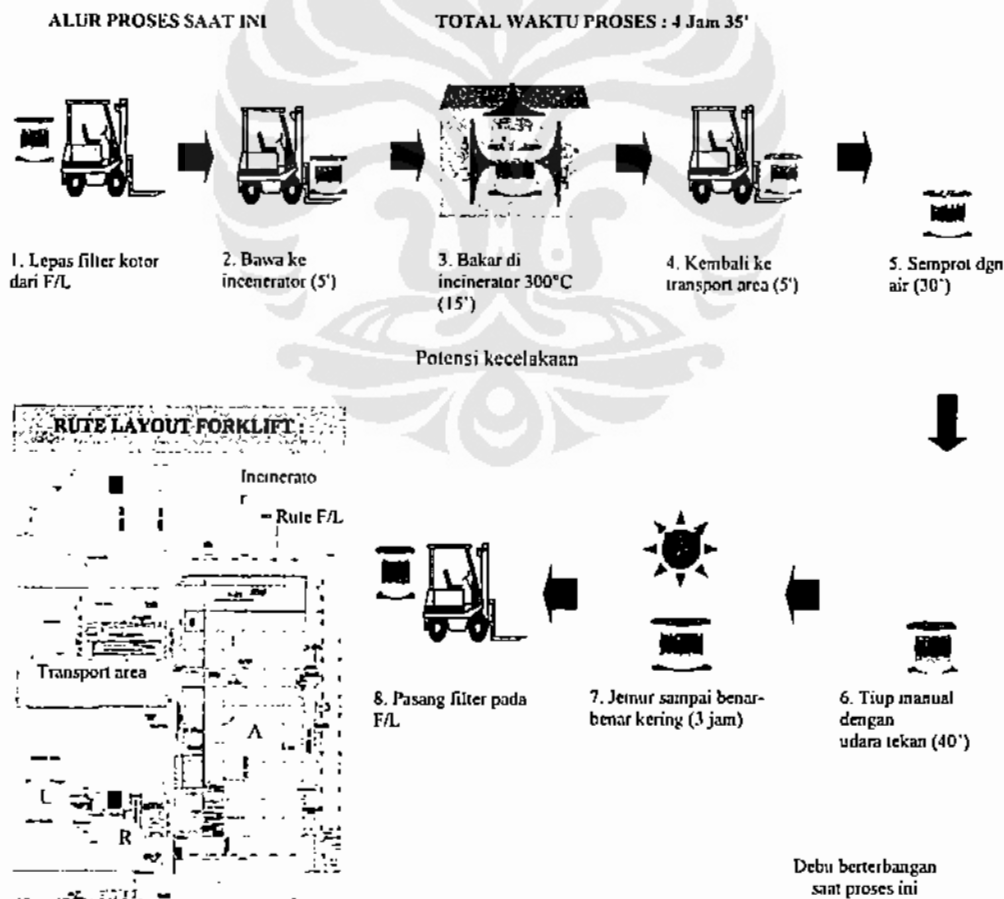 ALUR PROSES SAAT INI
TOTAL WAKTU PROSES : 4 Jam 35'
1. Lepas filter kotor
dari F/L
2. Bawa ke
incenerator (5')
3. Bakar di
incinerator 300°C
(15')
4. Kembali ke
transport area (5')
5. Semprot dgn
air (30')
Potensi kecelakaan
RUTE LAYOUT FORKLIFT :
Incinerato
r
Rute F/L
Transport area
A
L
R
8. Pasang filter pada
F/L
7. Jemur sampai benar-
benar kering (3 jam)
6. Tiup manual
dengan
udara tekan (40')
Debu berterbangan
saat proses ini